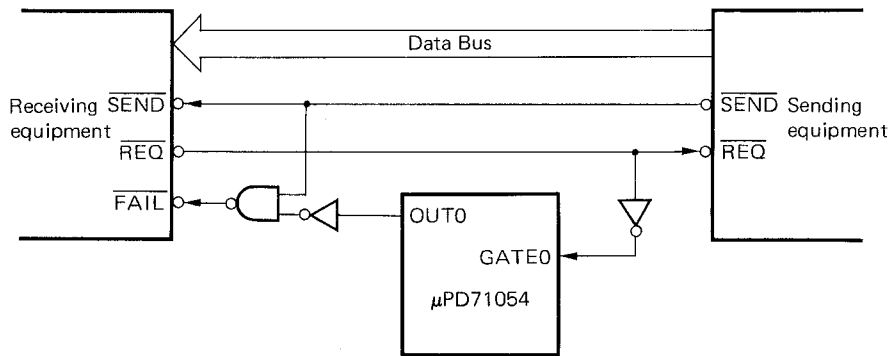 Data Bus
Receiving
equipment
SEND
REQ
FAIL
SEND
REQ
Sending
equipment
OUT0
GATE0
μPD71054